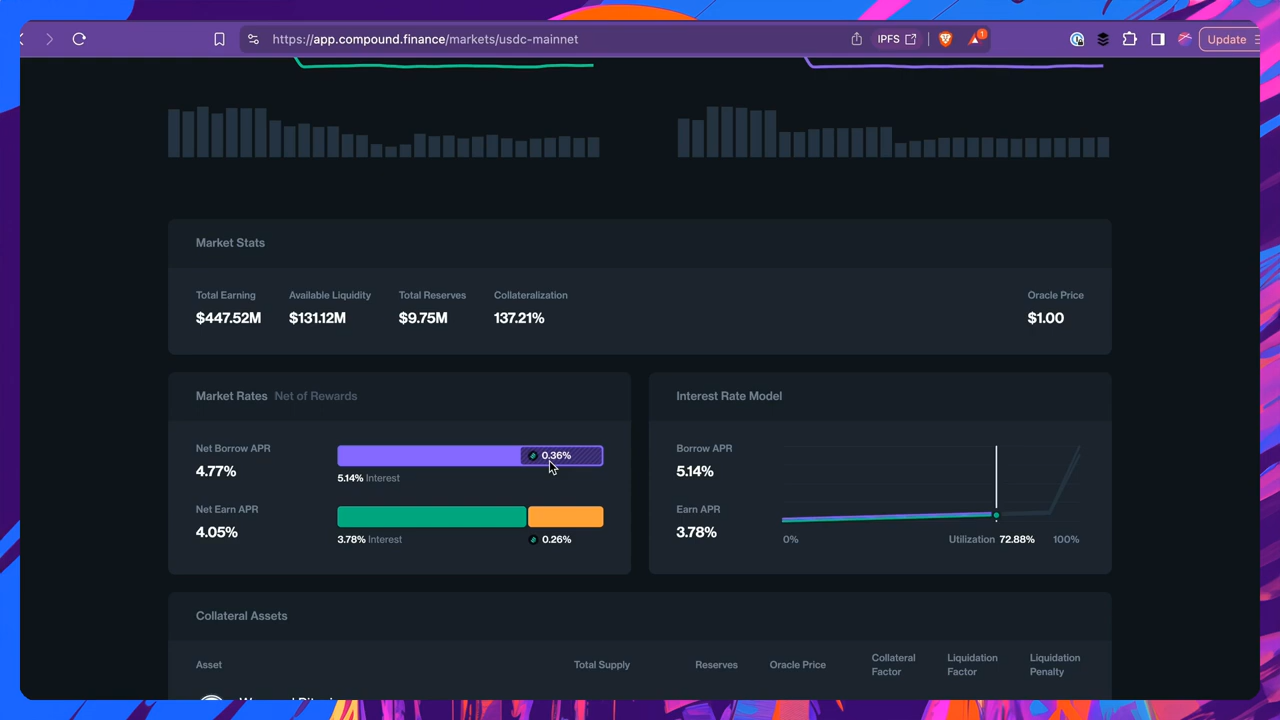 https://app.compound.finance/markets/usdc-mainnet
IPFS
1
Update
Market Stats
Total Earning Available Liquidity Total Reserves Collateralization Oracle Price
$447.52M $131.12M $9.75M 137.21% $1.00
Market Rates Net of Rewards
Net Borrow APR
4.77%
0.36%
5.14% Interest
Net Earn APR
4.05%
3.78% Interest 0.26%
Interest Rate Model
Borrow APR
5.14%
Earn APR
3.78%
0% Utilization 72.88% 100%
Collateral Assets
Asset Total Supply Reserves Oracle Price Collateral Factor Liquidation Factor Liquidation Penalty